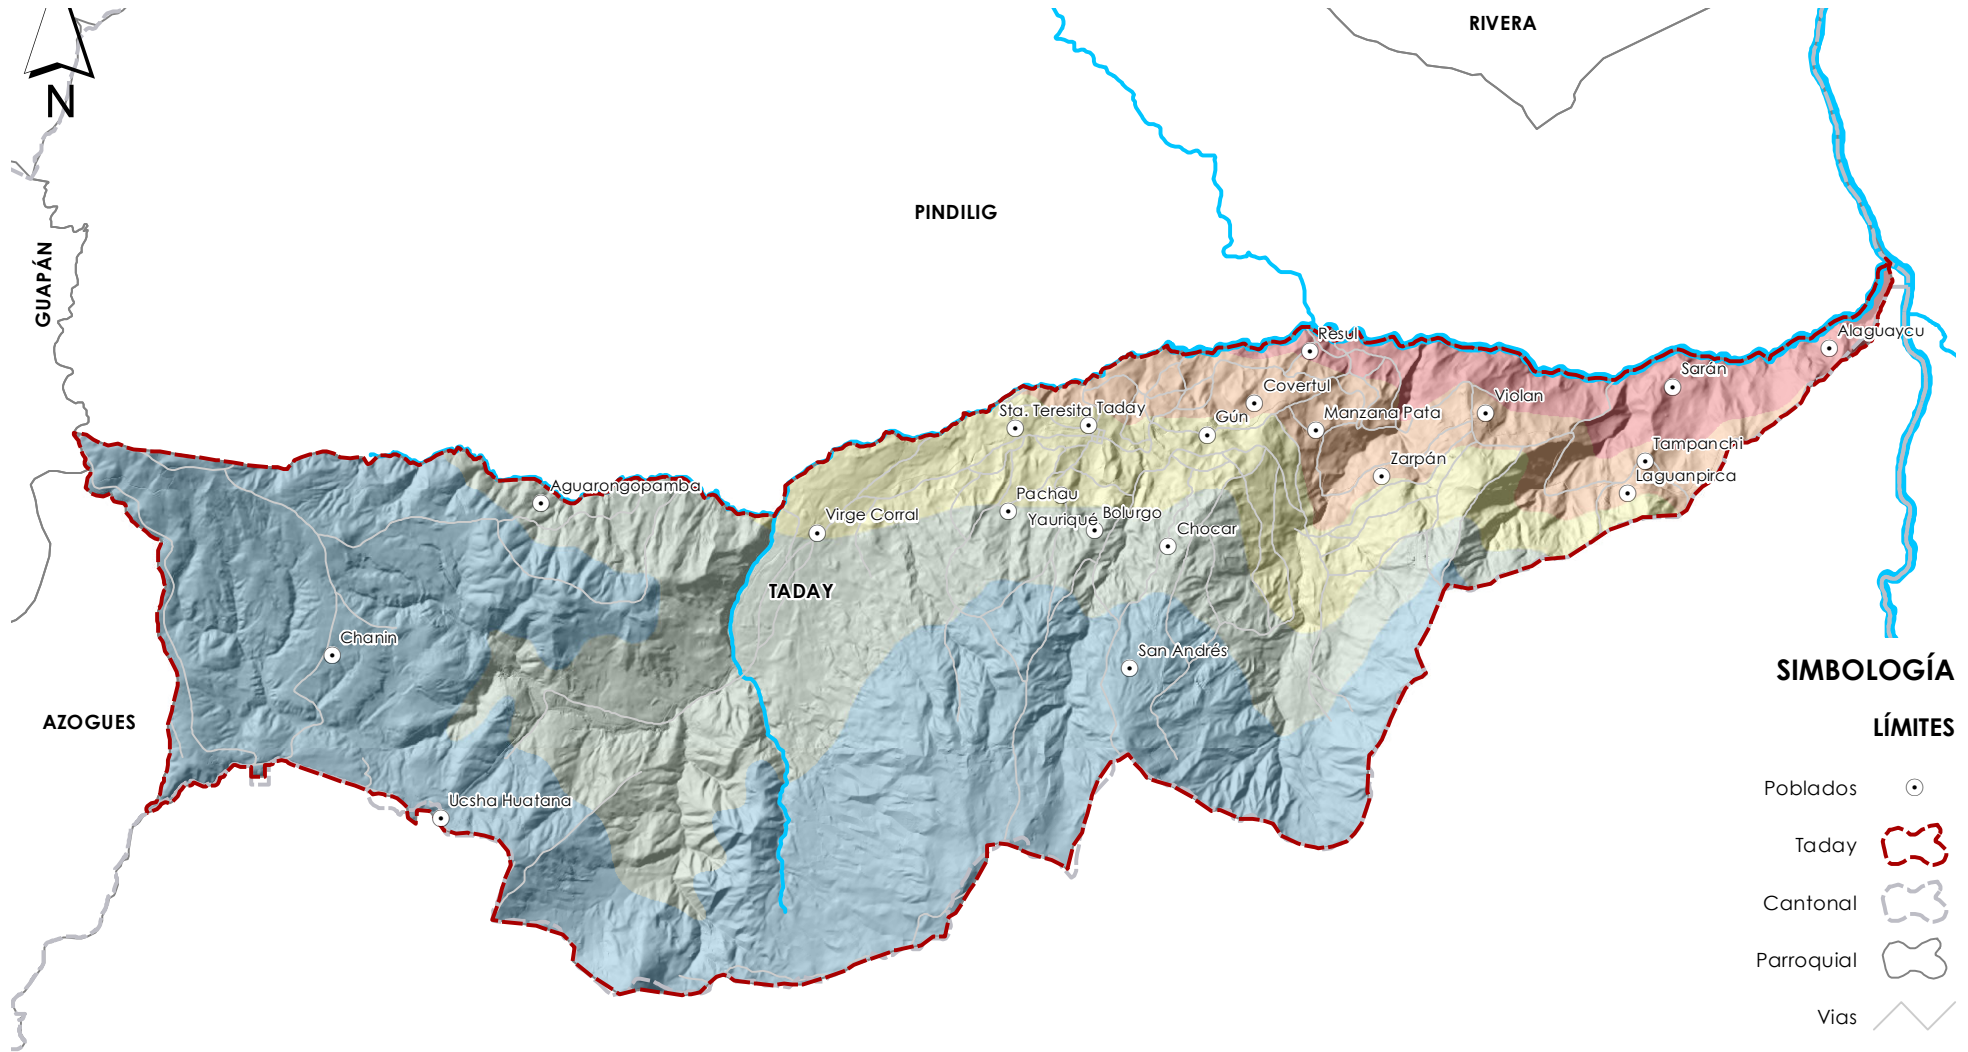 RIVERA
N
PINDILIG
GUAPÁN
Resul
Alaguaycu
Sarán
Covertul
Violan
Sta. Teresita
Taday
Gún
Manzana Pata
Tampanchi
Zarpán
Laguanpirca
Aguarongopamba
Pachau
Virge Corral
Yauriqué
Bolurgo
Chocar
TADAY
Chanin
San Andrés
AZOGUES
Ucsha Huatana
SIMBOLOGÍA
LÍMITES
Poblados
Taday
Cantonal
Parroquial
Vias